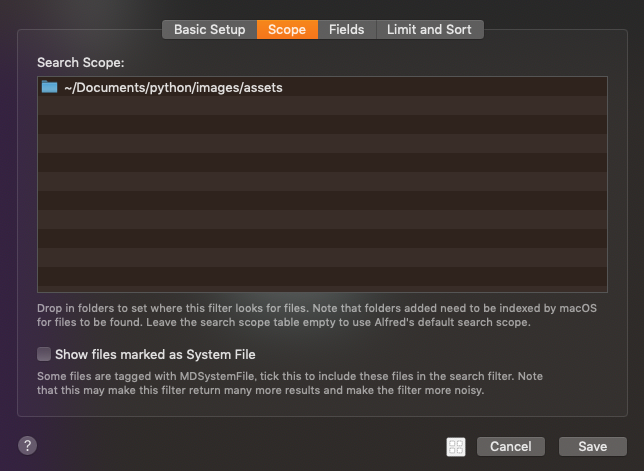 Basic Setup Scope Fields Limit and Sort
Search Scope:
~/Documents/python/images/assets
Drop in folders to set where this filter looks for files. Note that folders added need to be indexed by macOS
for files to be found. Leave the search scope table empty to use Alfred's default search scope.
Show files marked as System File
Some files are tagged with MDSystemFile, tick this to include these files in the search filter. Note
that this may make this filter return many more results and make the filter more noisy.
? Cancel Save